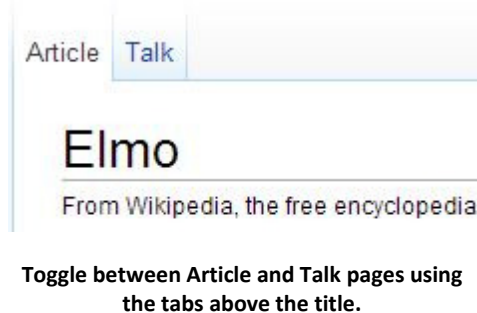 Article Talk
Elmo
From Wikipedia, the free encyclopedia
Toggle between Article and Talk pages using
the tabs above the title.